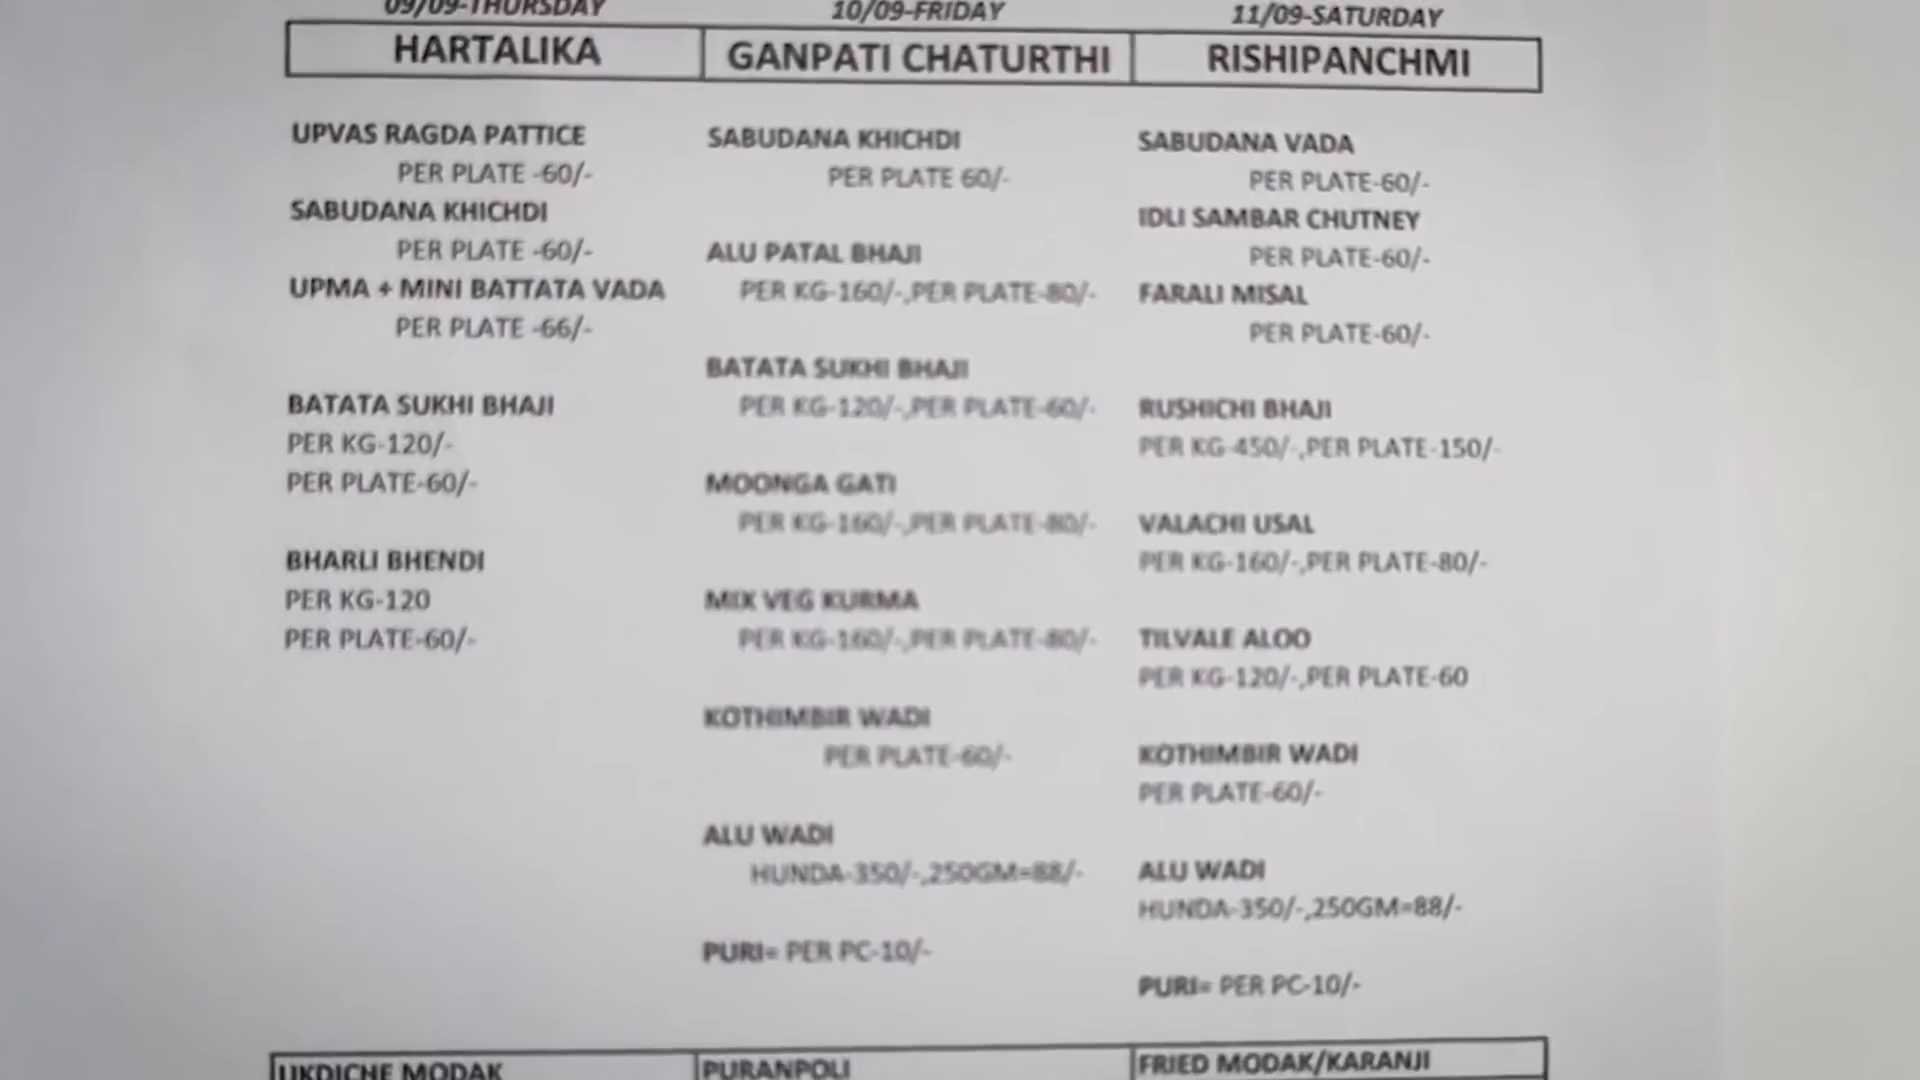 09/09-THURSDAY
HARTALIKA
UPVAS RAGDA PATTICE
PER PLATE -60/-
SABUDANA KHICHDI
PER PLATE -60/-
UPMA + MINI BATTATA VADA
PER PLATE -66/-
BATATA SUKHI BHAJI
PER KG-120/-
PER PLATE-60/-
BHARLI BHENDI
PER KG-120
PER PLATE-60/-
UKDICHE MODAK
10/09-FRIDAY
GANPATI CHATURTHI
SABUDANA KHICHDI
PER PLATE 60/-
ALU PATAL BHAJI
PER KG-160/-,PER PLATE-80/-
BATATA SUKHI BHAJI
PER KG-120/-,PER PLATE-60/-
MOONGA GATI
PER KG-160/-,PER PLATE-80/-
MIX VEG KURMA
PER KG-160/-,PER PLATE-80/-
KOTHIMBIR WADI
PER PLATE-60/-
ALU WADI
HUNDA-350/-,250GM=88/-
PURI= PER PC-10/-
PURANPOLI
11/09-SATURDAY
RISHIPANCHMI
SABUDANA VADA
PER PLATE-60/-
IDLI SAMBAR CHUTNEY
PER PLATE-60/-
FARALI MISAL
PER PLATE-60/-
RUSHICHI BHAJI
PER KG-450/-,PER PLATE-150/-
VALACHI USAL
PER KG-160/-,PER PLATE-80/-
TILVALE ALOO
PER KG-120/-,PER PLATE-60
KOTHIMBIR WADI
PER PLATE-60/-
ALU WADI
HUNDA-350/-,250GM=88/-
PURI= PER PC-10/-
FRIED MODAK/KARANJI